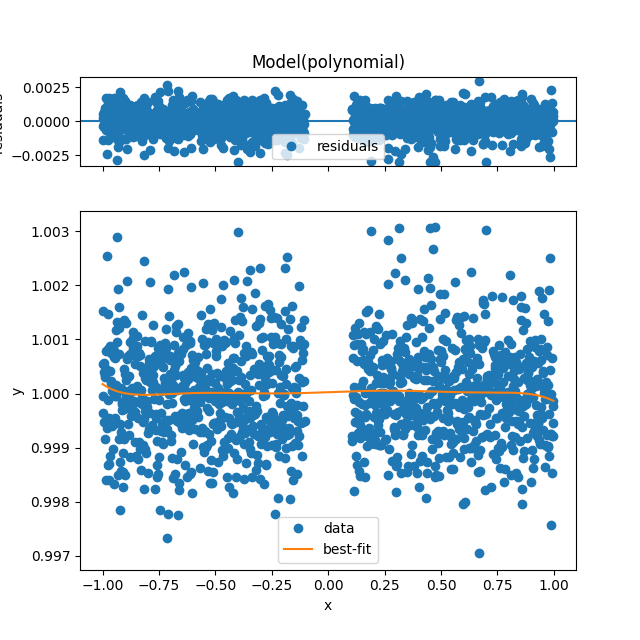 Model(polynomial)
residuals
0.0025
0.0000
−0.0025
residuals
y
1.003
1.002
1.001
1.000
0.999
0.998
0.997
data
best-fit
−1.00 −0.75 −0.50 −0.25 0.00 0.25 0.50 0.75 1.00
x